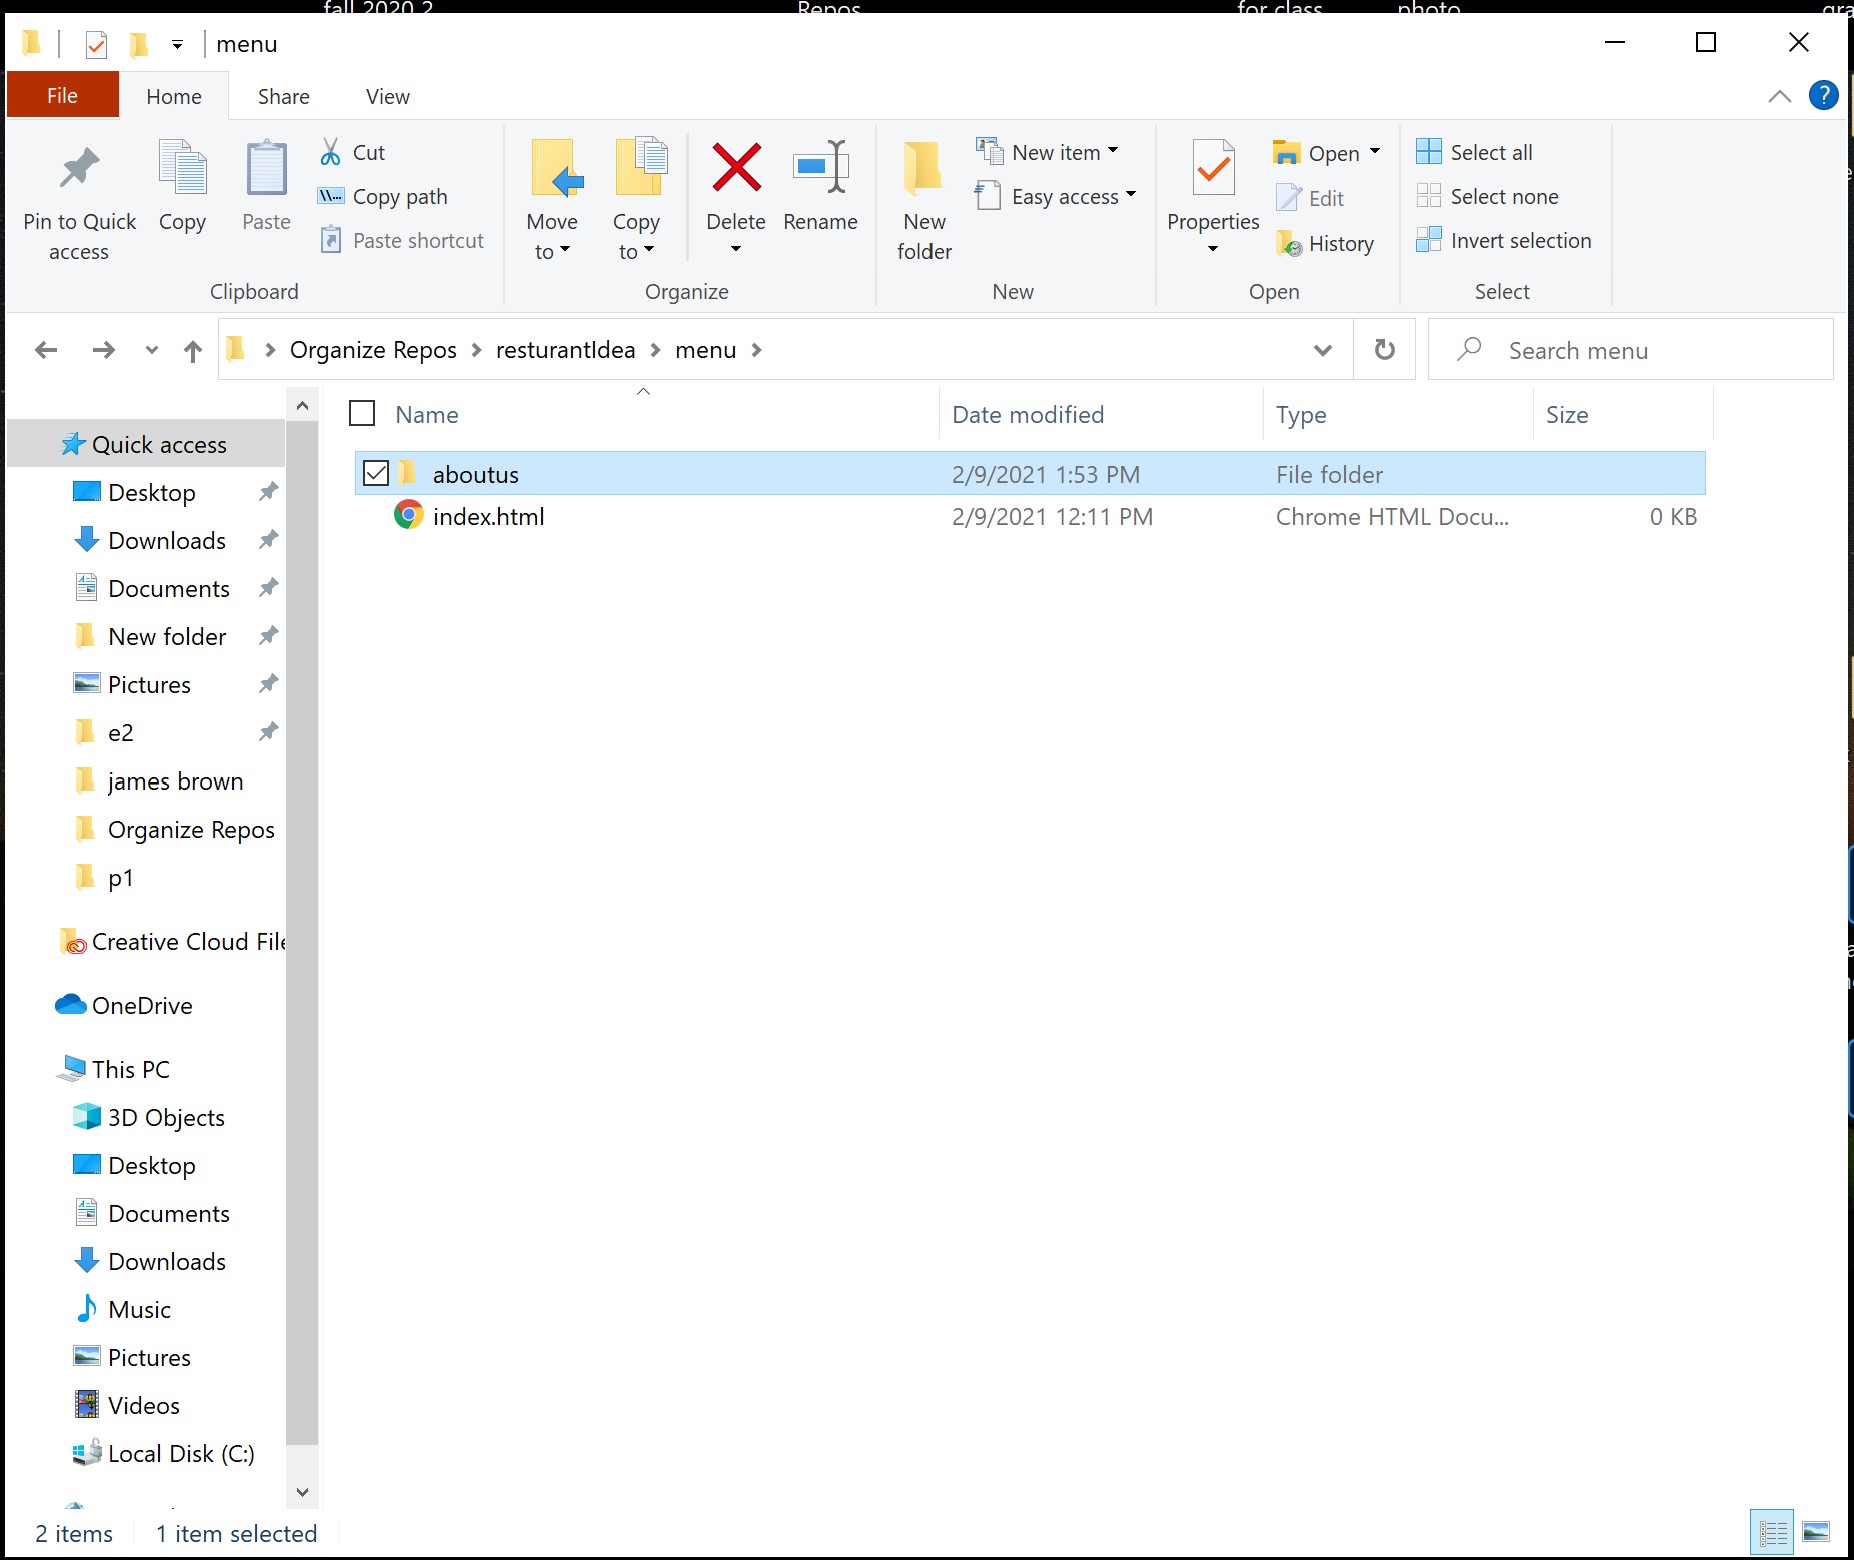 fall 2020 2 Repos for class photo
menu
File Home Share View
Pin to Quick access
Copy
Paste
Cut
Copy path
Paste shortcut
Clipboard
Move to
Copy to
Delete
Rename
Organize
New folder
New item
Easy access
New
Properties
Open
Edit
History
Open
Select all
Select none
Invert selection
Select
Organize Repos resturantIdea menu
Search menu
Name Date modified Type Size
aboutus 2/9/2021 1:53 PM File folder
index.html 2/9/2021 12:11 PM Chrome HTML Docu... 0 KB
Quick access
Desktop
Downloads
Documents
New folder
Pictures
e2
james brown
Organize Repos
p1
Creative Cloud File
OneDrive
This PC
3D Objects
Desktop
Documents
Downloads
Music
Pictures
Videos
Local Disk (C:)
2 items 1 item selected